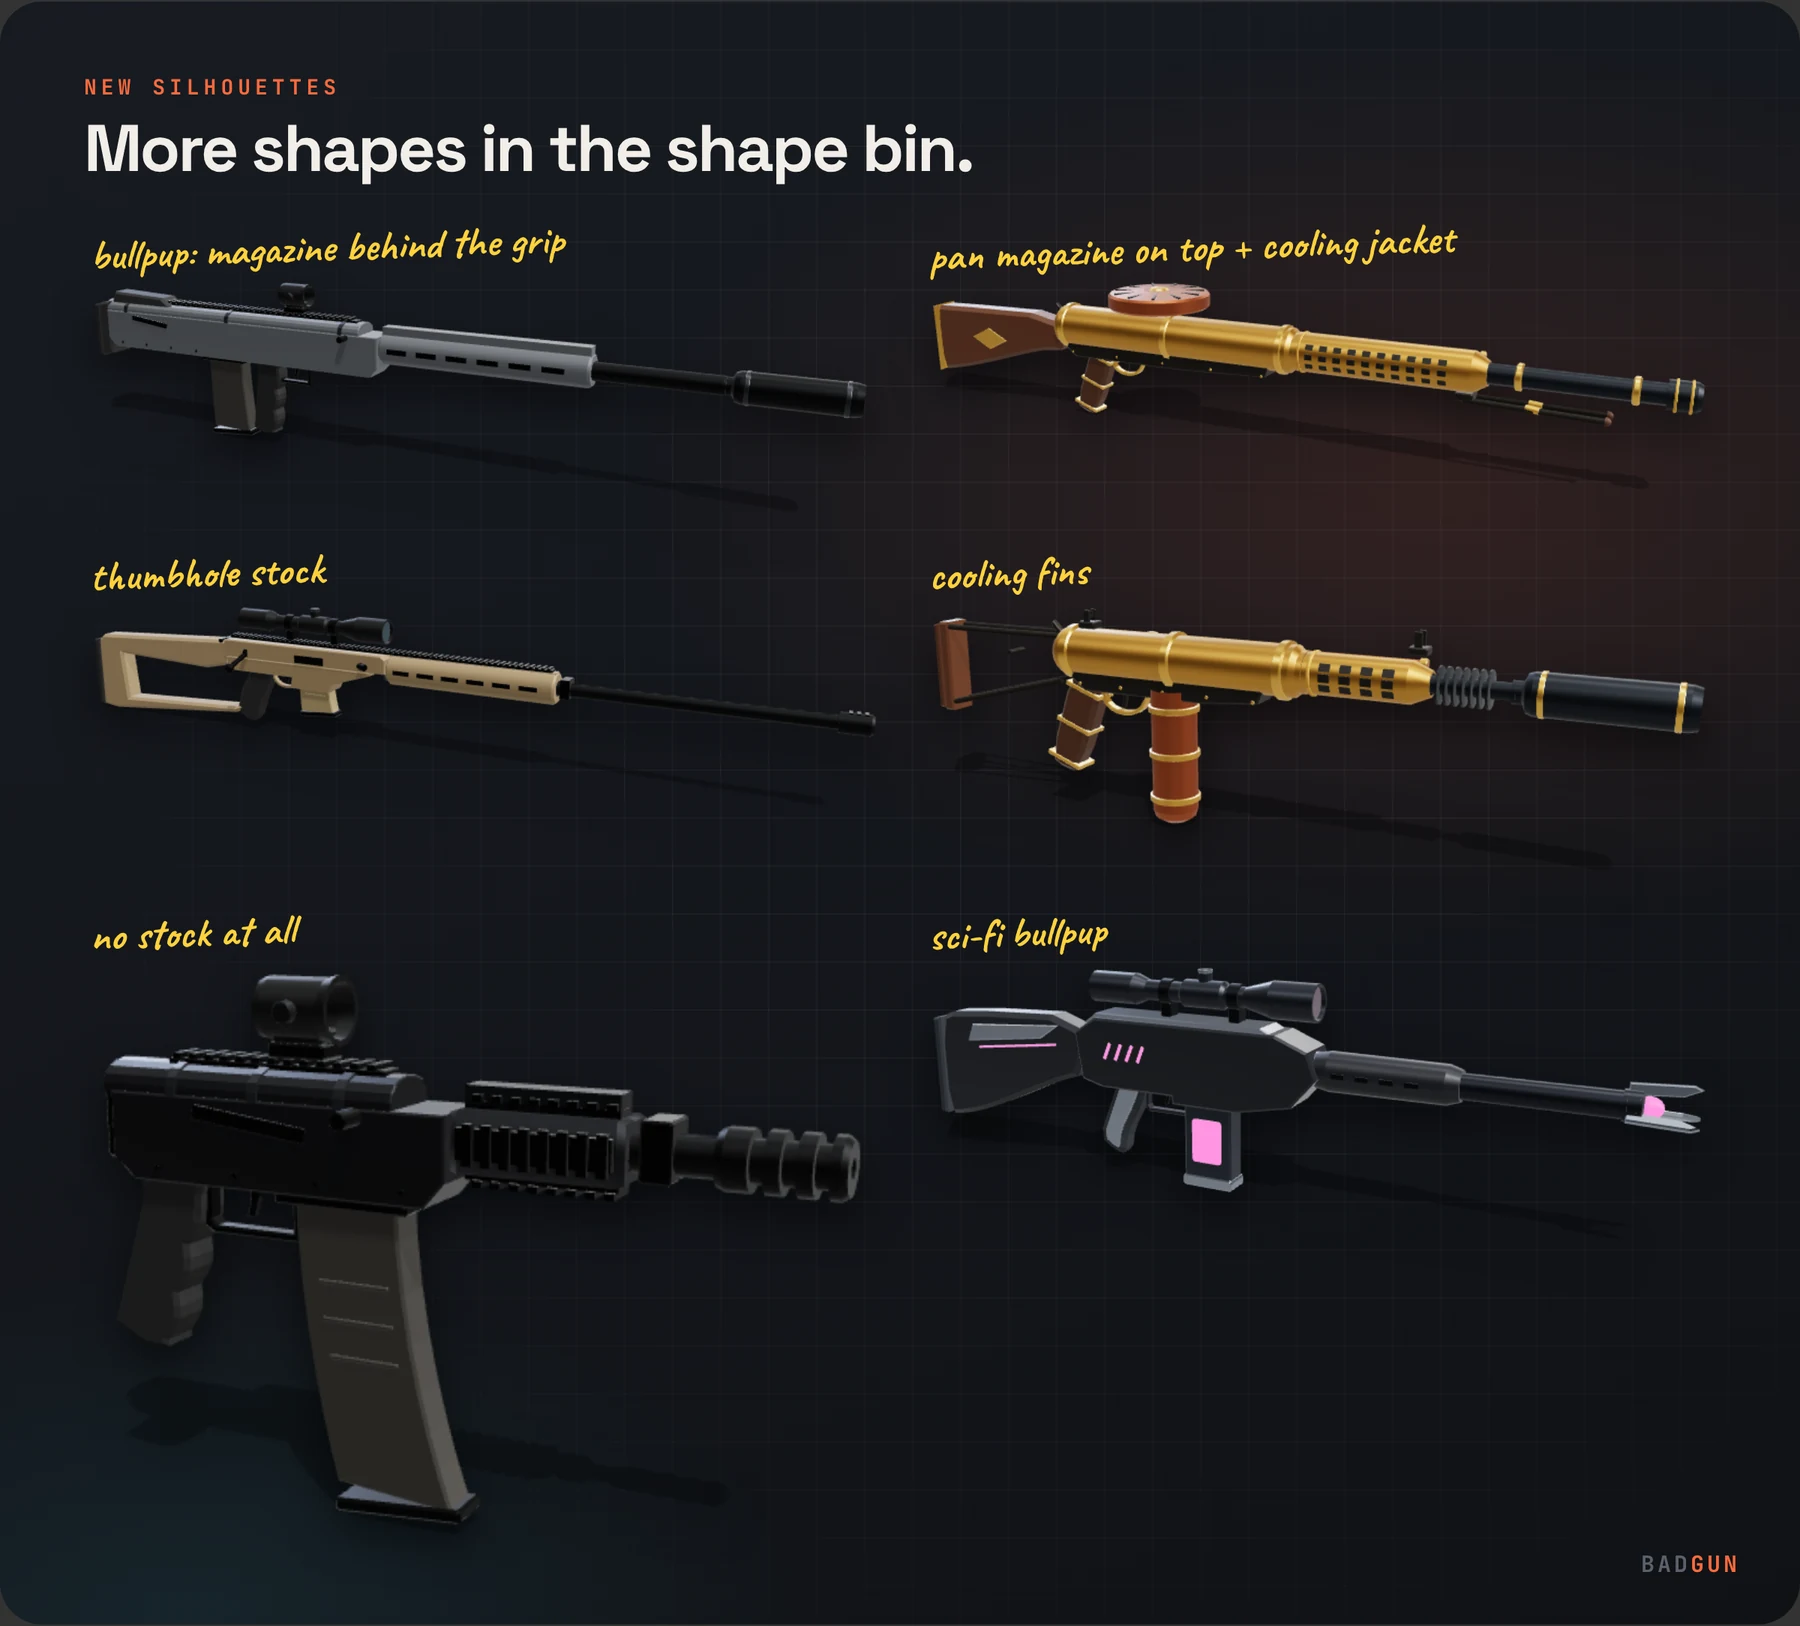 NEW SILHOUETTES
More shapes in the shape bin.
bullpup: magazine behind the grip
pan magazine on top + cooling jacket
thumbhole stock
cooling fins
no stock at all
sci-fi bullpup
BADGUN